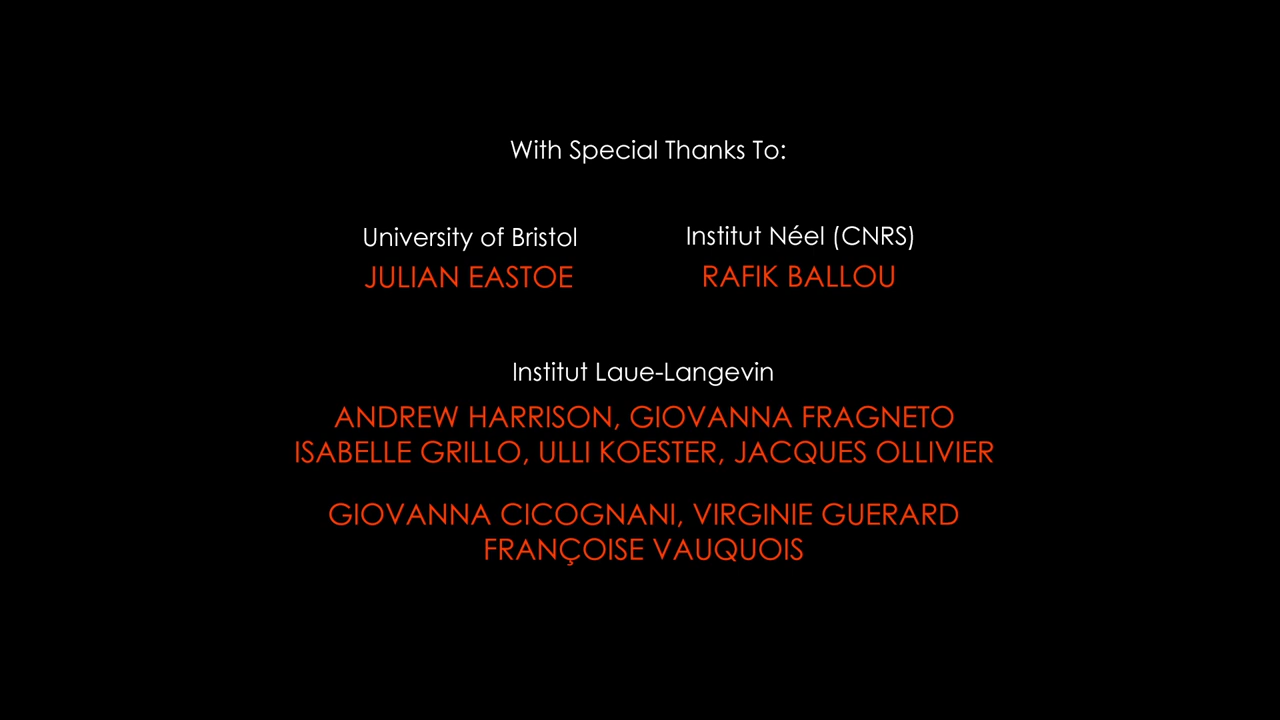 With Special Thanks To:
University of Bristol
JULIAN EASTOE
Institut Néel (CNRS)
RAFIK BALLOU
Institut Laue-Langevin
ANDREW HARRISON, GIOVANNA FRAGNETO
ISABELLE GRILLO, ULLI KOESTER, JACQUES OLLIVIER
GIOVANNA CICOGNANI, VIRGINIE GUERARD
FRANÇOISE VAUQUOIS